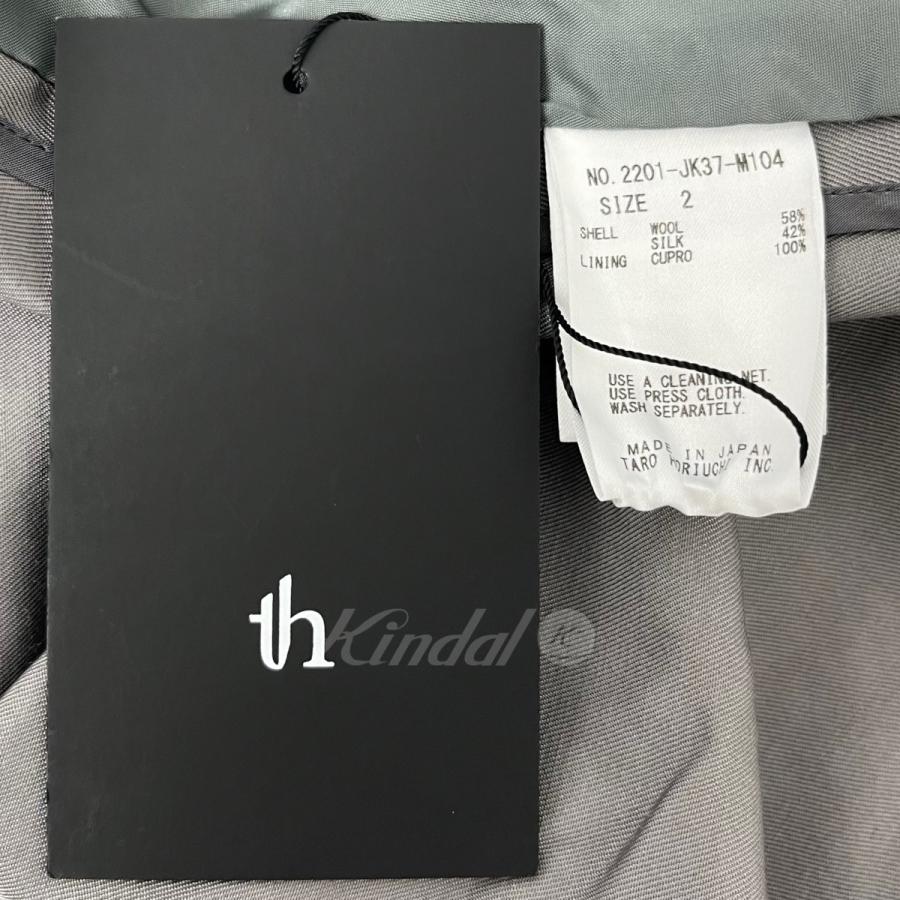 NO. 2201-JK37-M104
SIZE 2
SHELL WOOL 58%
SILK 42%
LINING CUPRO 100%
USE A CLEANING NET.
USE PRESS CLOTH.
WASH SEPARATELY.
MADE IN JAPAN
TARO HORIUCHI INC.
th
Kindal K